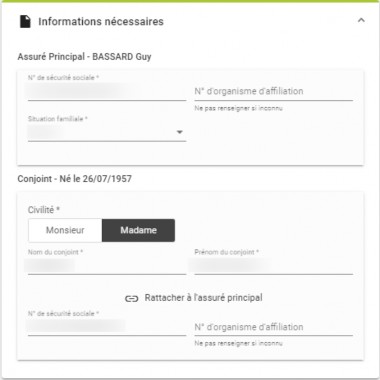 Informations nécessaires
Assuré Principal - BASSARD Guy
N° de sécurité sociale *
N° d'organisme d'affiliation
Ne pas renseigner si inconnu
Situation familiale *
Conjoint - Né le 26/07/1957
Civilité *
Monsieur Madame
Nom du conjoint * Prénom du conjoint *
Rattacher à l'assuré principal
N° de sécurité sociale *
N° d'organisme d'affiliation
Ne pas renseigner si inconnu